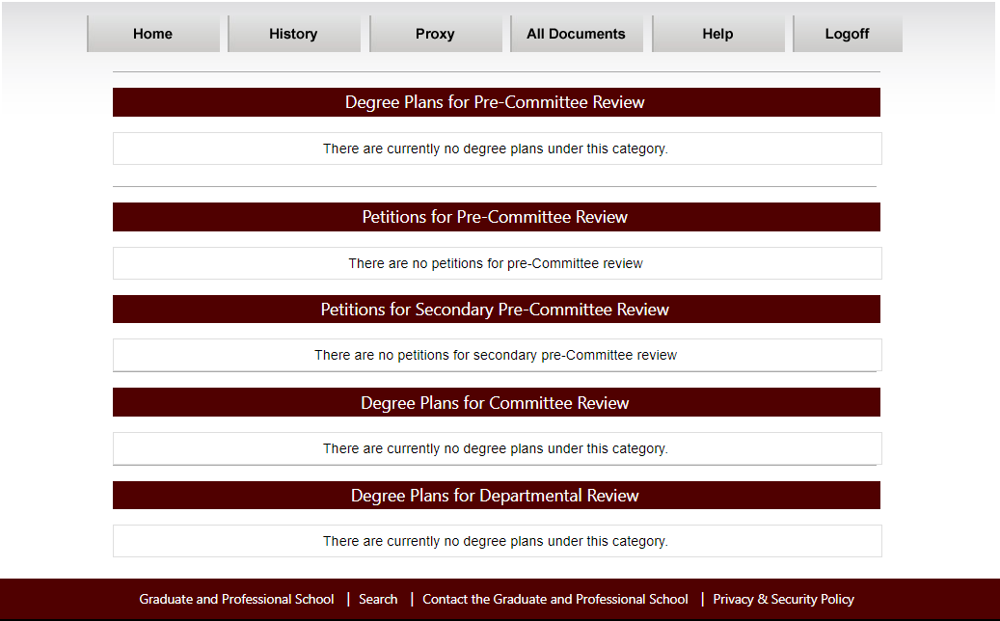 Home History Proxy All Documents Help Logoff
Degree Plans for Pre-Committee Review
There are currently no degree plans under this category.
Petitions for Pre-Committee Review
There are no petitions for pre-Committee review
Petitions for Secondary Pre-Committee Review
There are no petitions for secondary pre-Committee review
Degree Plans for Committee Review
There are currently no degree plans under this category.
Degree Plans for Departmental Review
There are currently no degree plans under this category.
Graduate and Professional School | Search | Contact the Graduate and Professional School | Privacy & Security Policy